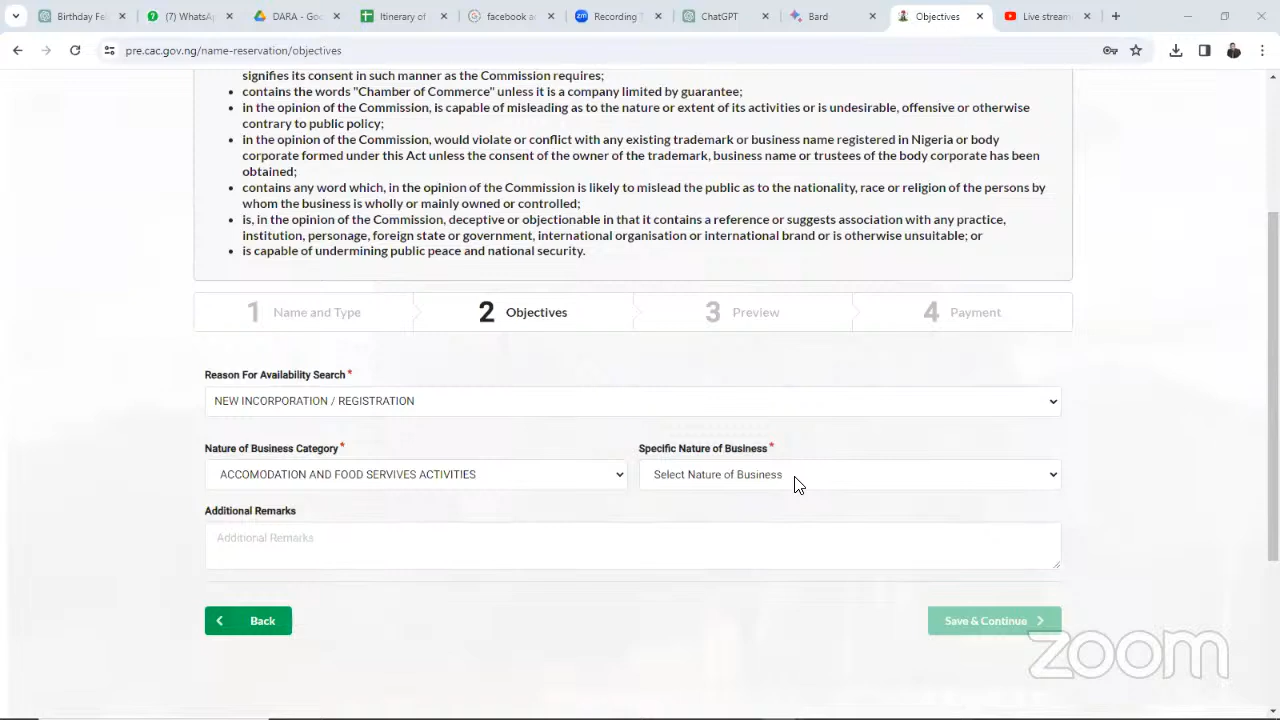 Birthday
(7) WhatsA
DARA - Goo
Itinerary of
facebook a
Recording T
ChatGPT
Bard
Objectives
Live stream
pre.cac.gov.ng/name-reservation/objectives
signifies its consent in such manner as the Commission requires;
• contains the words "Chamber of Commerce" unless it is a company limited by guarantee;
• in the opinion of the Commission, is capable of misleading as to the nature or extent of its activities or is undesirable, offensive or otherwise
contrary to public policy;
• in the opinion of the Commission, would violate or conflict with any existing trademark or business name registered in Nigeria or body
corporate formed under this Act unless the consent of the owner of the trademark, business name or trustees of the body corporate has been
obtained;
• contains any word which, in the opinion of the Commission is likely to mislead the public as to the nationality, race or religion of the persons by
whom the business is wholly or mainly owned or controlled;
• is, in the opinion of the Commission, deceptive or objectionable in that it contains a reference or suggests association with any practice,
institution, personage, foreign state or government, international organisation or international brand or is otherwise unsuitable; or
• is capable of undermining public peace and national security.
1 Name and Type
2 Objectives
3 Preview
4 Payment
Reason For Availability Search *
NEW INCORPORATION / REGISTRATION
Nature of Business Category *
Specific Nature of Business *
ACCOMODATION AND FOOD SERVIVES ACTIVITIES
Select Nature of Business
Additional Remarks
Additional Remarks
Back
Save & Continue
zoom